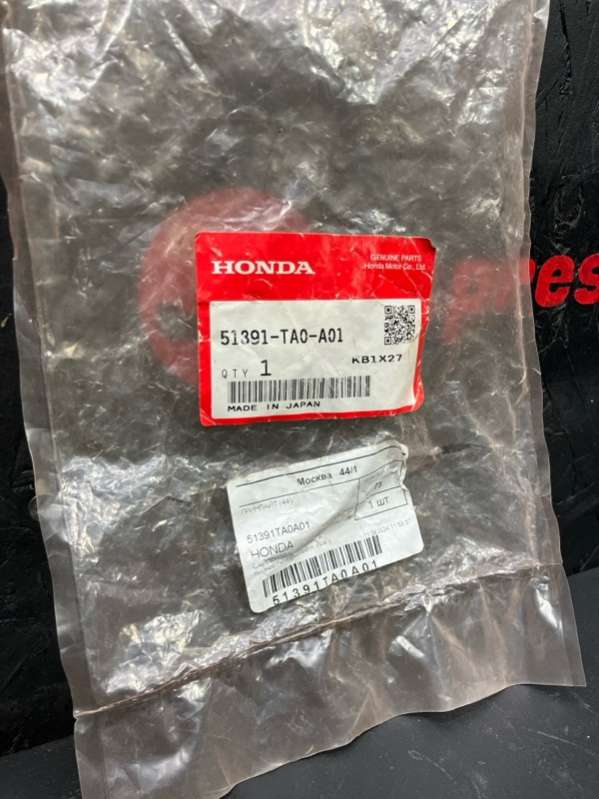 HONDA
GENUINE PARTS
Honda Motor Co., Ltd.
51391-TA0-A01
QTY 1
KB1X27
MADE IN JAPAN
Москва 44/1
1 шт
51391TA0A01
HONDA
51391TA0A01